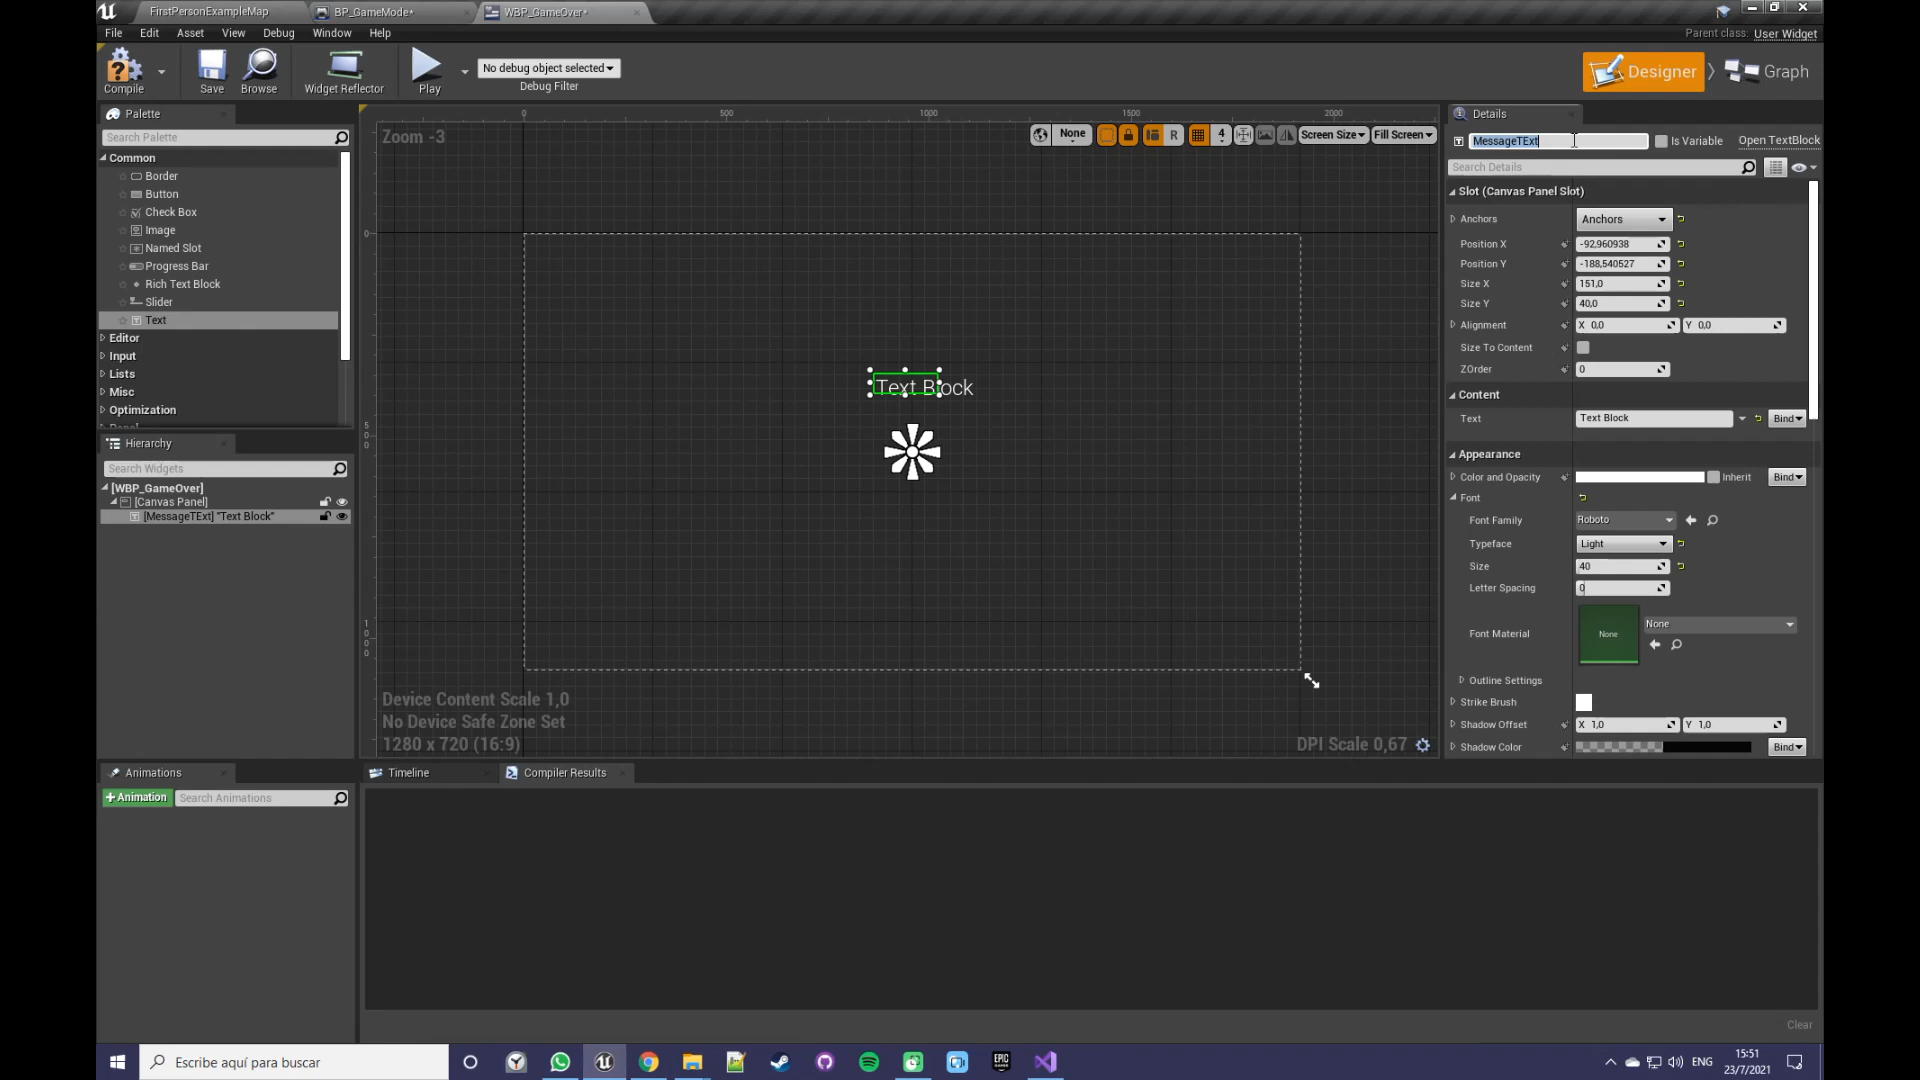 FirstPersonExampleMap
BP_GameMode*
WBP_GameOver*
File Edit Asset View Debug Window Help
Parent class: User Widget
Compile
Save
Browse
Widget Reflector
Play
No debug object selected
Debug Filter
Designer
Graph
Palette
Search Palette
Common
Border
Button
Check Box
Image
Named Slot
Progress Bar
Rich Text Block
Slider
Text
Editor
Input
Lists
Misc
Optimization
Hierarchy
Search Widgets
[WBP_GameOver]
[Canvas Panel]
[MessageTExt] "Text Block"
Animations
+Animation
Search Animations
0 500 1000 1500 2000
Zoom -3
None
R
4
Screen Size
Fill Screen
0
500
1000
Text Block
Device Content Scale 1,0
No Device Safe Zone Set
1280 x 720 (16:9)
DPI Scale 0,67
Timeline
Compiler Results
Clear
Details
MessageTExt
Is Variable
Open TextBlock
Search Details
Slot (Canvas Panel Slot)
Anchors Anchors
Position X -92,960938
Position Y -188,540527
Size X 151,0
Size Y 40,0
Alignment X 0,0 Y 0,0
Size To Content
ZOrder 0
Content
Text Text Block Bind
Appearance
Color and Opacity Inherit Bind
Font
Font Family Roboto
Typeface Light
Size 40
Letter Spacing 0
Font Material None None
Outline Settings
Strike Brush
Shadow Offset X 1,0 Y 1,0
Shadow Color Bind
Escribe aquí para buscar
EPIC GAMES
ENG
15:51
23/7/2021